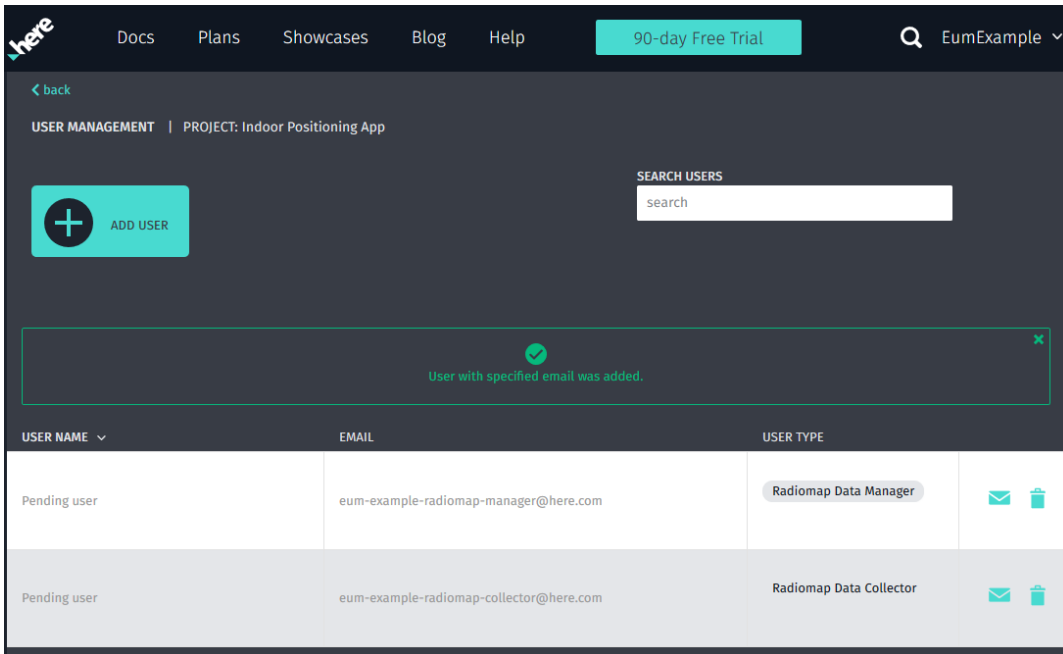 here
Docs Plans Showcases Blog Help 90-day Free Trial EumExample
back
USER MANAGEMENT | PROJECT: Indoor Positioning App
SEARCH USERS
search
ADD USER
User with specified email was added.
USER NAME EMAIL USER TYPE
Pending user eum-example-radiomap-manager@here.com Radiomap Data Manager
Pending user eum-example-radiomap-collector@here.com Radiomap Data Collector